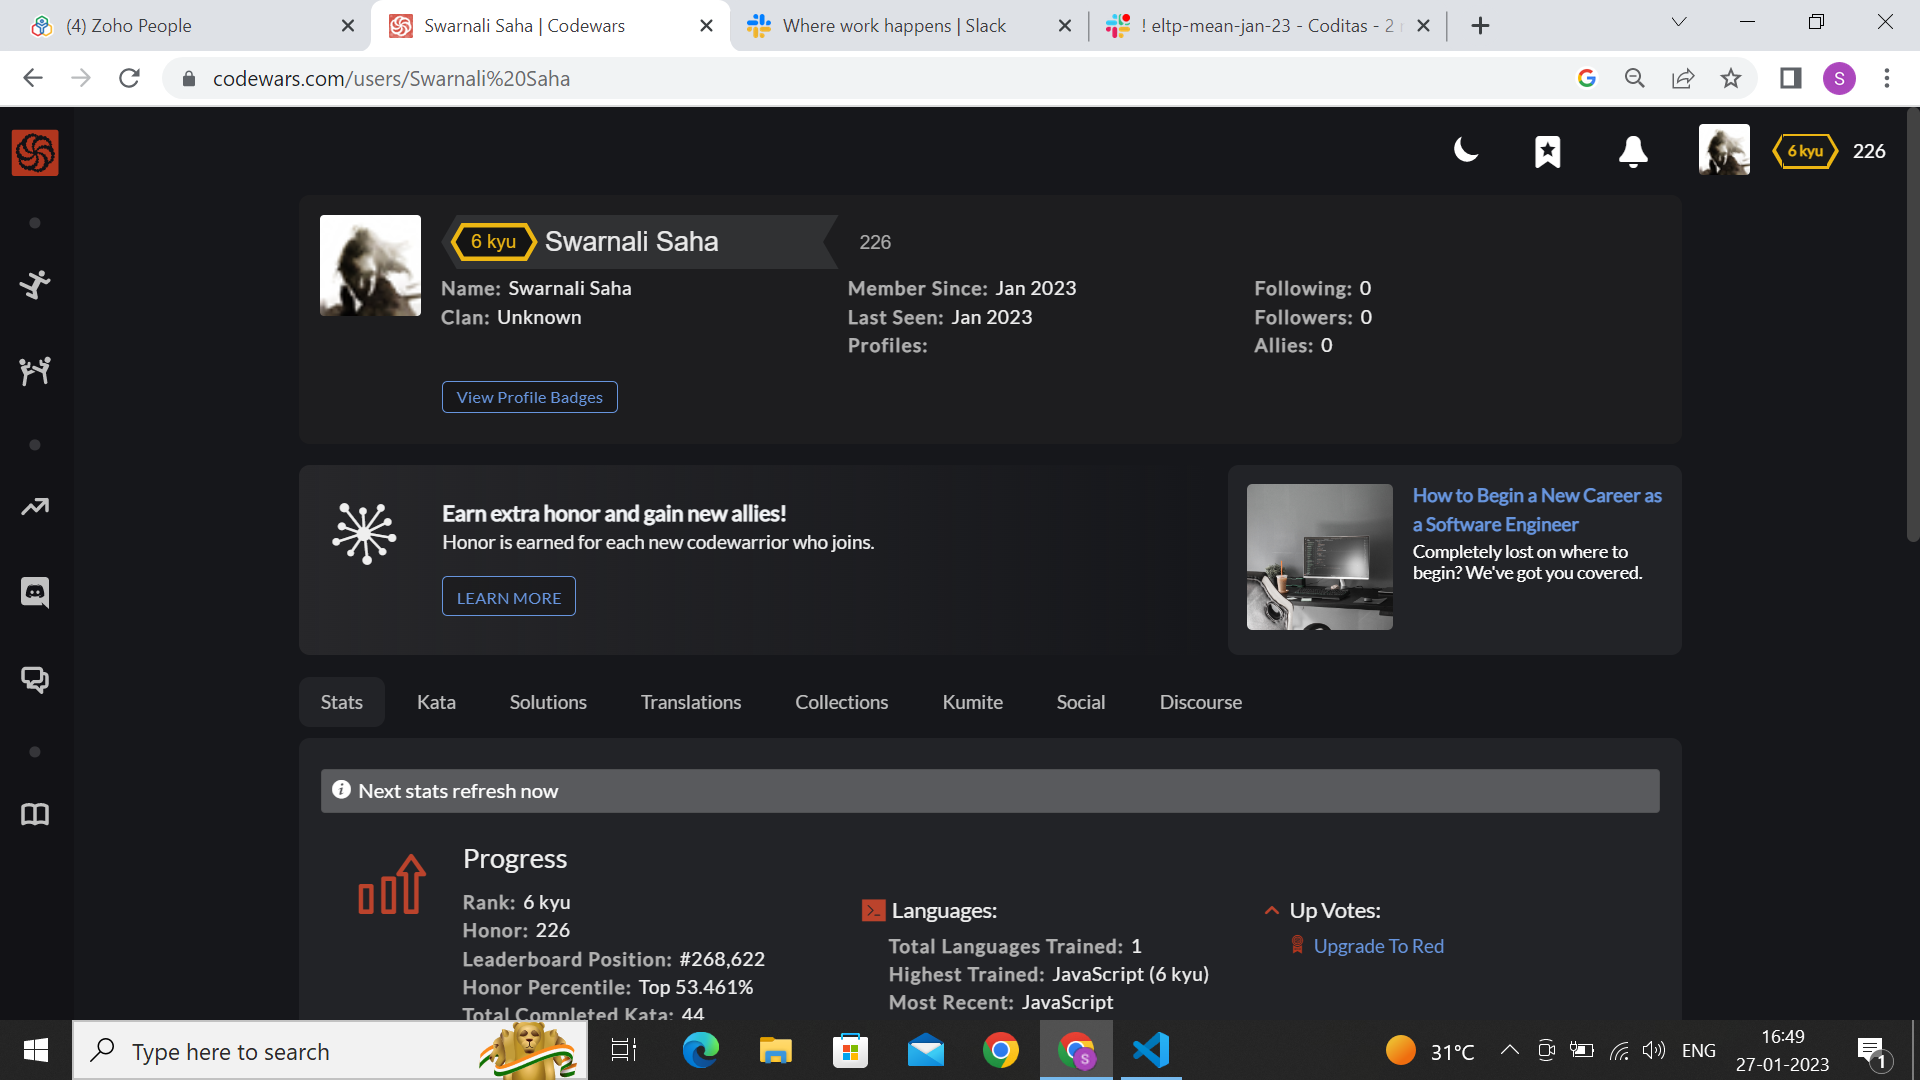 (4) Zoho People
Swarnali Saha | Codewars
Where work happens | Slack
! eltp-mean-jan-23 - Coditas - 2
codewars.com/users/Swarnali%20Saha
S
6 kyu
226
6 kyu
Swarnali Saha
226
Name: Swarnali Saha
Member Since: Jan 2023
Following: 0
Clan: Unknown
Last Seen: Jan 2023
Followers: 0
Profiles:
Allies: 0
View Profile Badges
Earn extra honor and gain new allies!
Honor is earned for each new codewarrior who joins.
LEARN MORE
How to Begin a New Career as
a Software Engineer
Completely lost on where to
begin? We've got you covered.
Stats
Kata
Solutions
Translations
Collections
Kumite
Social
Discourse
Next stats refresh now
Progress
Rank: 6 kyu
Honor: 226
Leaderboard Position: #268,622
Honor Percentile: Top 53.461%
Total Completed Kata: 44
Languages:
Total Languages Trained: 1
Highest Trained: JavaScript (6 kyu)
Most Recent: JavaScript
Up Votes:
Upgrade To Red
Type here to search
S
31°C
ENG
16:49
27-01-2023
1